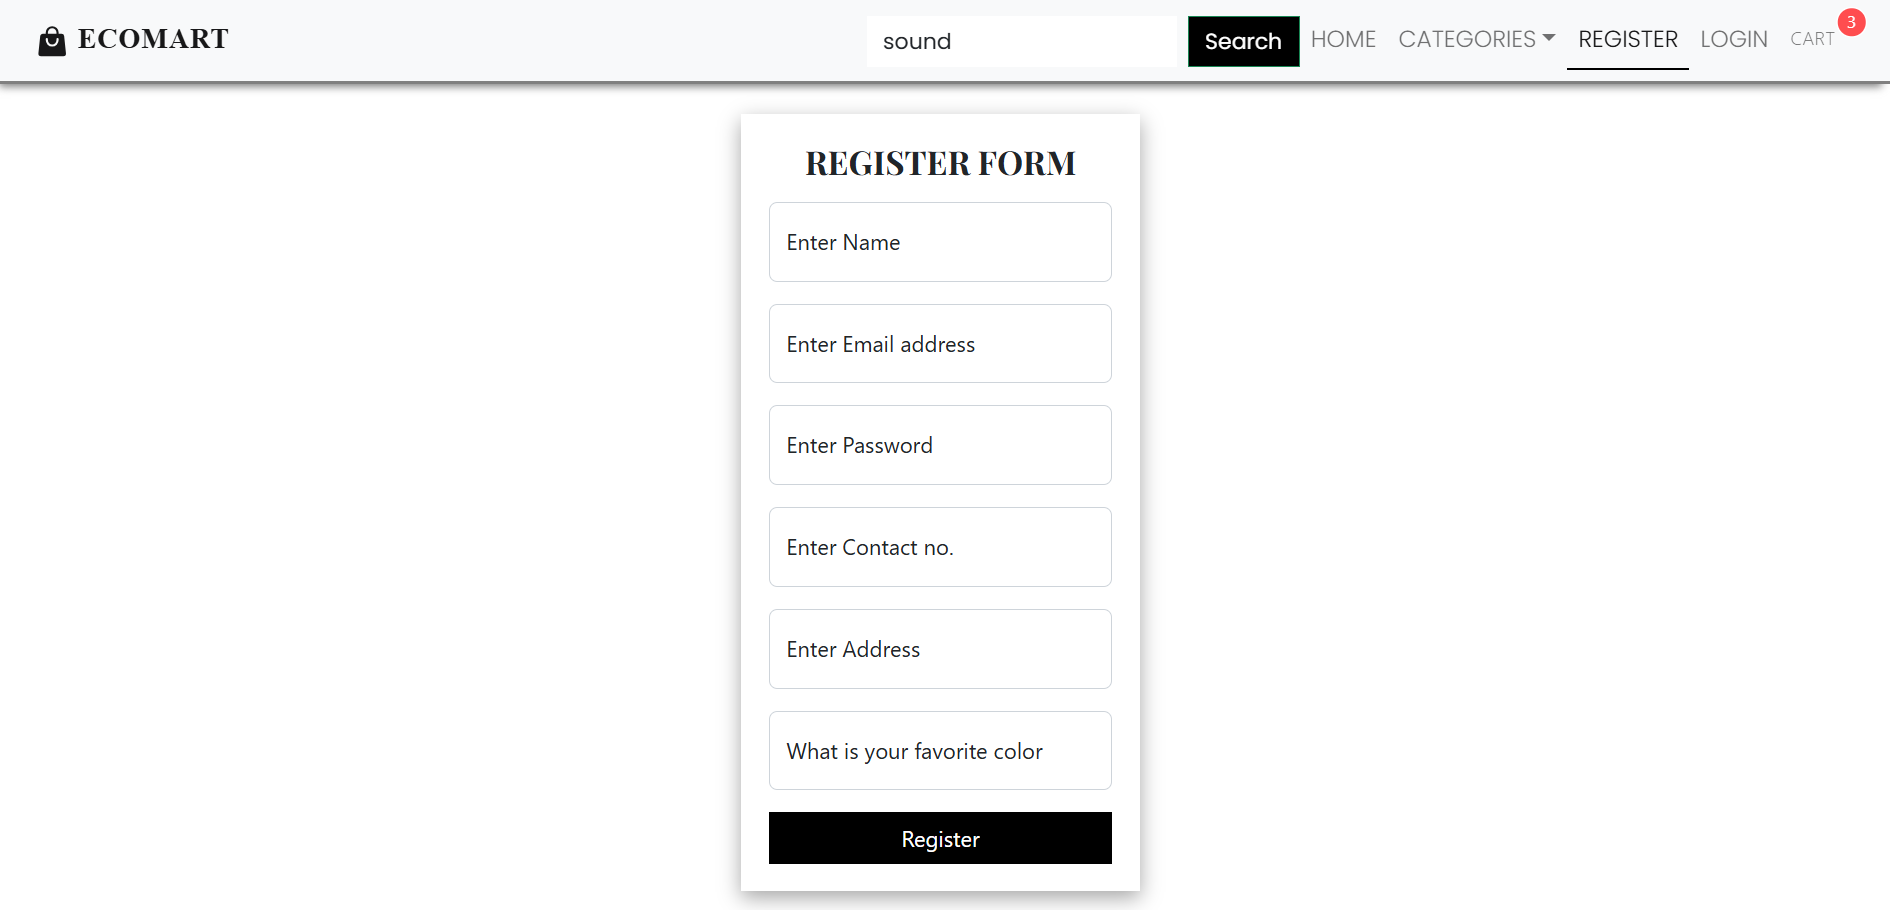 ECOMART
sound Search HOME CATEGORIES REGISTER LOGIN CART 3
REGISTER FORM
Enter Name
Enter Email address
Enter Password
Enter Contact no.
Enter Address
What is your favorite color
Register